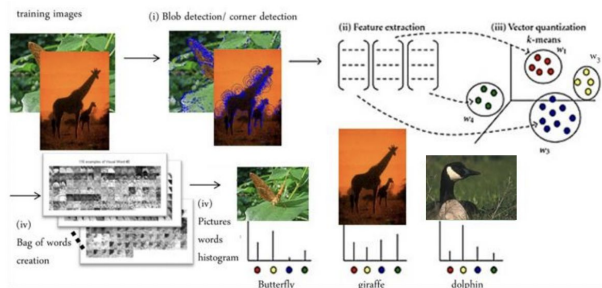 training images
(i) Blob detection/ corner detection
(ii) Feature extraction
(iii) Vector quantization
k-means
w1
w5
w4
w3
(iv)
Bag of words
creation
(iv)
Pictures
words
histogram
Butterfly
giraffe
dolphin